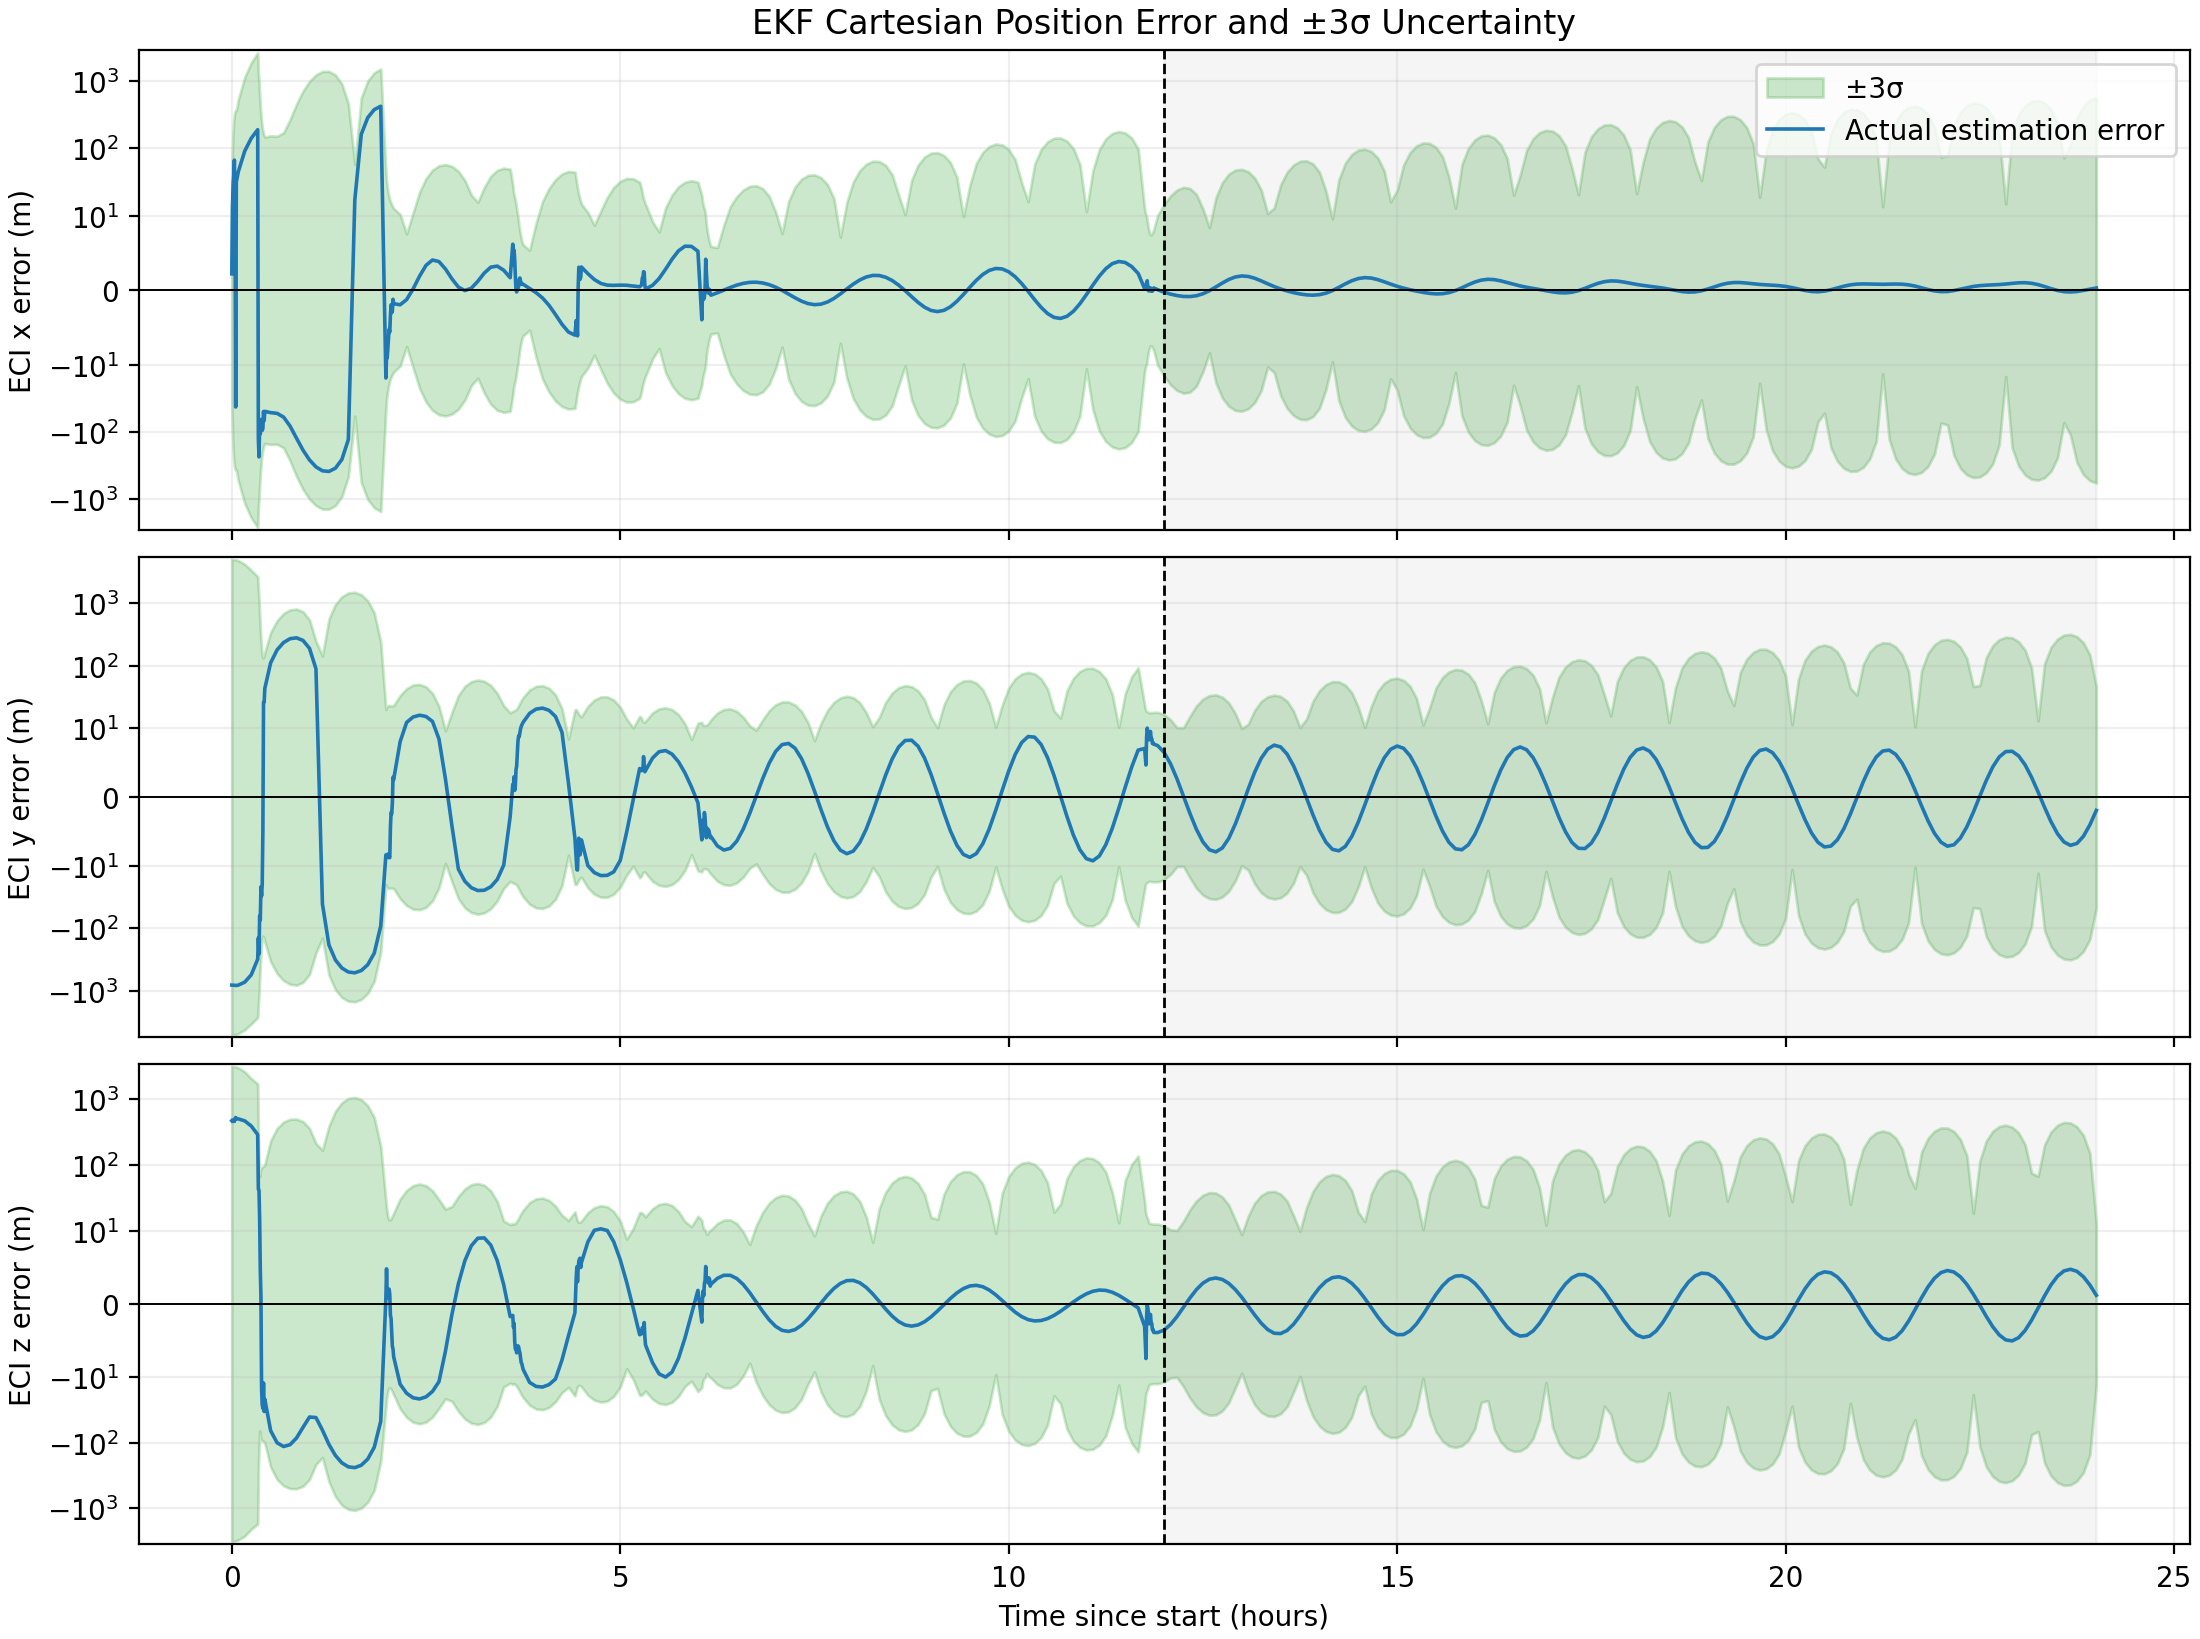 EKF Cartesian Position Error and ±3σ Uncertainty
±3σ
Actual estimation error
ECI x error (m)
10³
10²
10¹
0
−10¹
−10²
−10³
ECI y error (m)
10³
10²
10¹
0
−10¹
−10²
−10³
ECI z error (m)
10³
10²
10¹
0
−10¹
−10²
−10³
0 5 10 15 20 25
Time since start (hours)